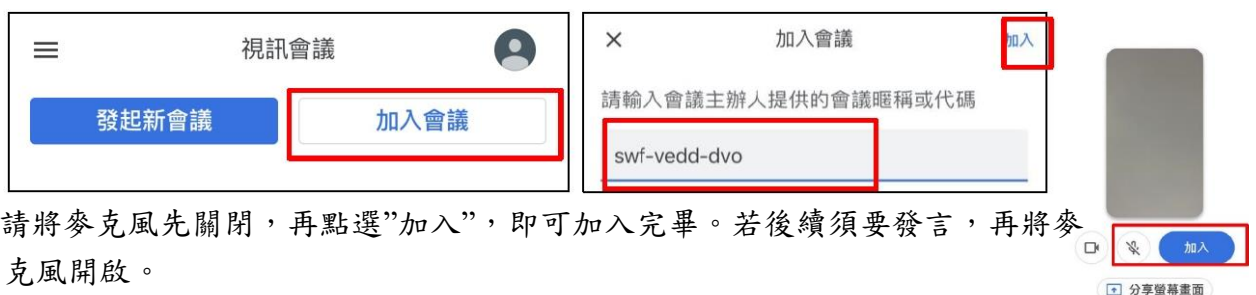 視訊會議
發起新會議
加入會議
加入會議
加入
請輸入會議主辦人提供的會議暱稱或代碼
swf-vedd-dvo
請將麥克風先關閉,再點選”加入”,即可加入完畢。若後續須要發言,再將麥
克風開啟。
加入
分享螢幕畫面